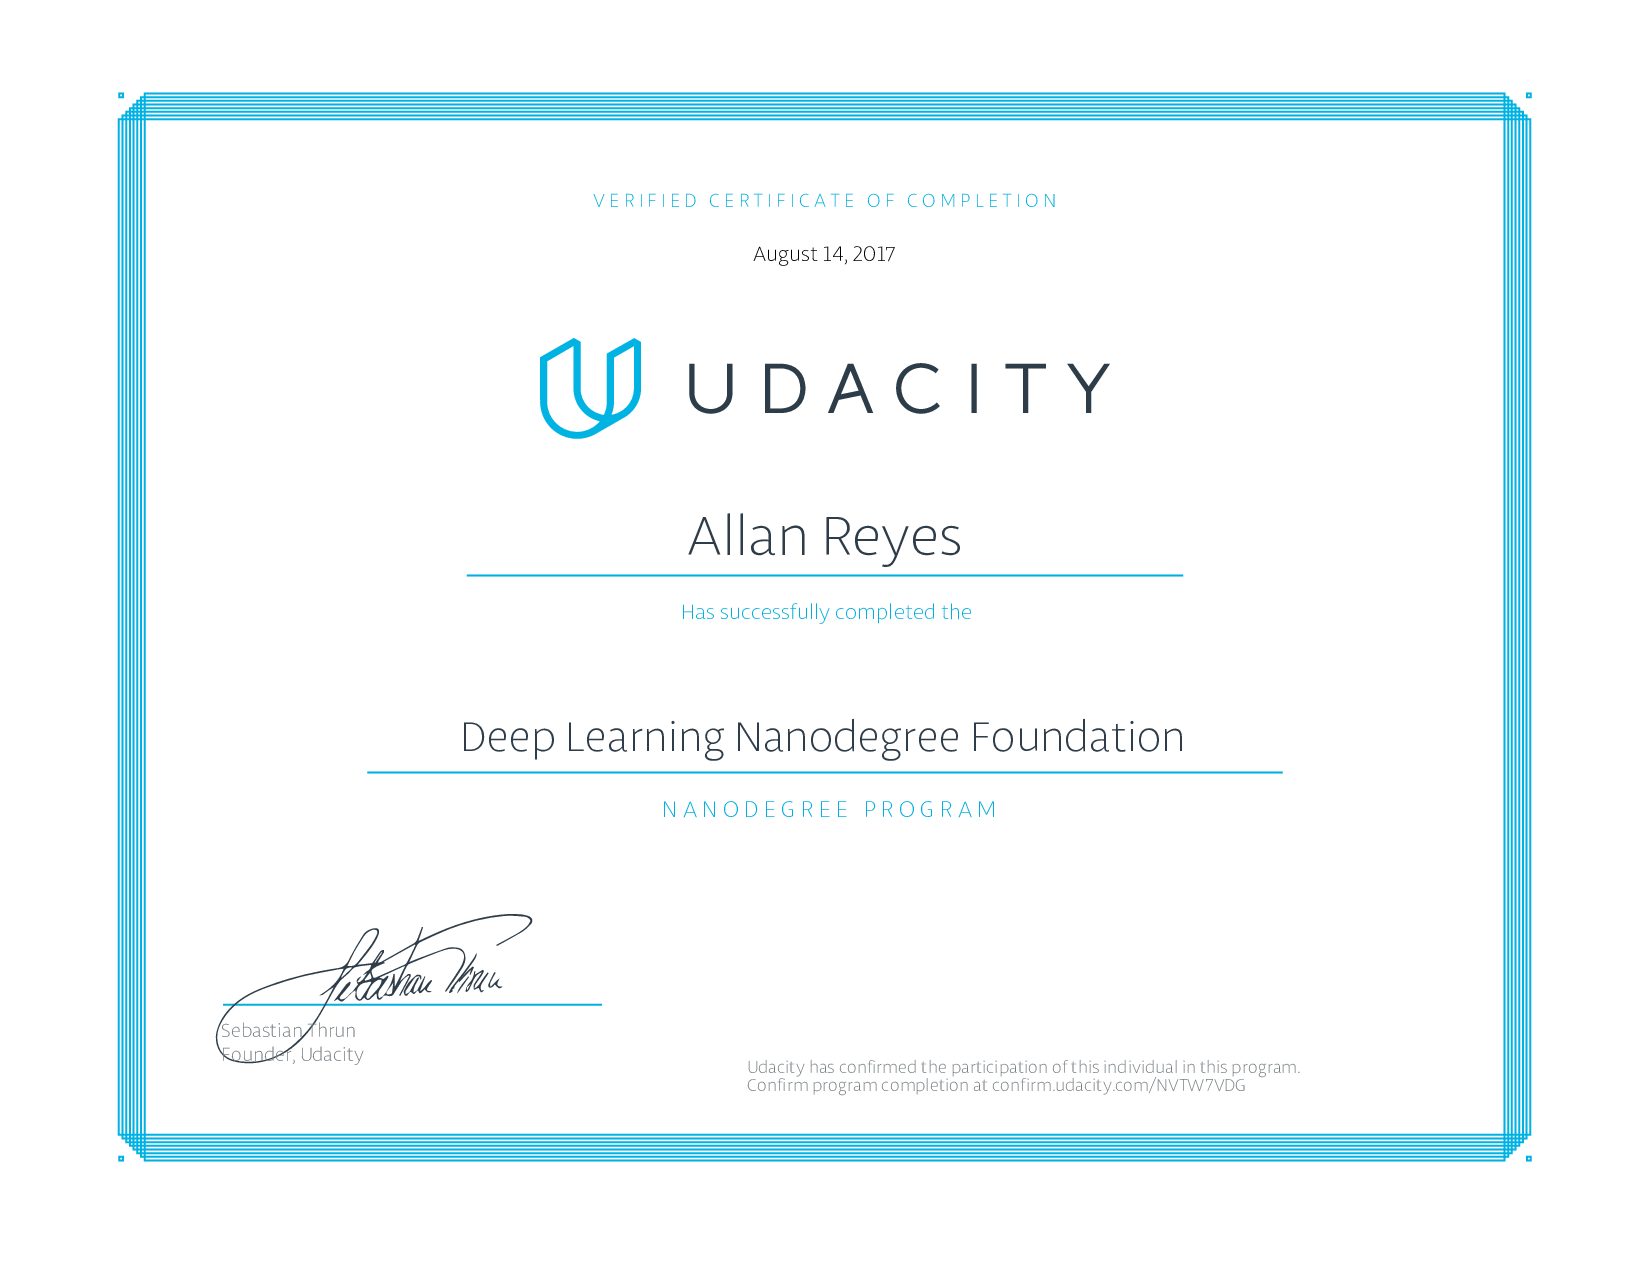 VERIFIED CERTIFICATE OF COMPLETION
August 14, 2017
UDACITY
Allan Reyes
Has successfully completed the
Deep Learning Nanodegree Foundation
NANODEGREE PROGRAM
Sebastian Thrun
Sebastian Thrun
Founder, Udacity
Udacity has confirmed the participation of this individual in this program.
Confirm program completion at confirm.udacity.com/NVTW7VDG